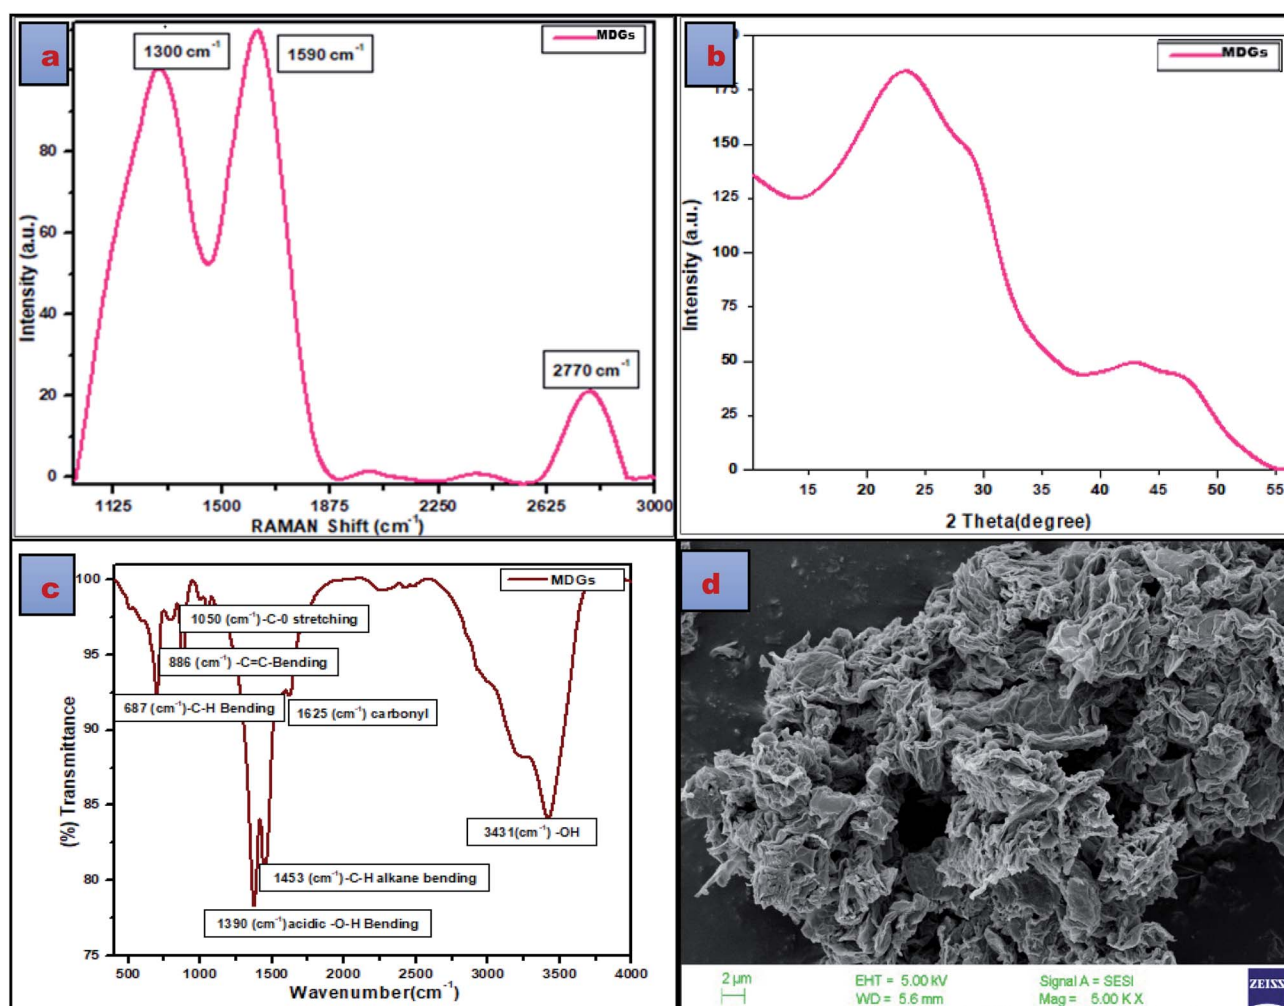 a
1300 cm⁻¹
1590 cm⁻¹
MDGs
80
60
40
20
0
Intensity (a.u.)
2770 cm⁻¹
1125
1500
1875
2250
2625
3000
RAMAN Shift (cm⁻¹)
b
MDGs
175
150
125
100
75
50
25
0
Intensity (a.u.)
15
20
25
30
35
40
45
50
55
2 Theta(degree)
c
MDGs
100
95
90
85
80
75
(%) Transmittance
1050 (cm⁻¹)-C-0 stretching
886 (cm⁻¹) -C=C-Bending
687 (cm⁻¹)-C-H Bending
1625 (cm⁻¹) carbonyl
3431(cm⁻¹) -OH
1453 (cm⁻¹)-C-H alkane bending
1390 (cm⁻¹)acidic -O-H Bending
500
1000
1500
2000
2500
3000
3500
4000
Wavenumber(cm⁻¹)
d
2 µm
EHT = 5.00 kV
Signal A = SESI
WD = 5.6 mm
Mag = 5.00 K X
ZEISS